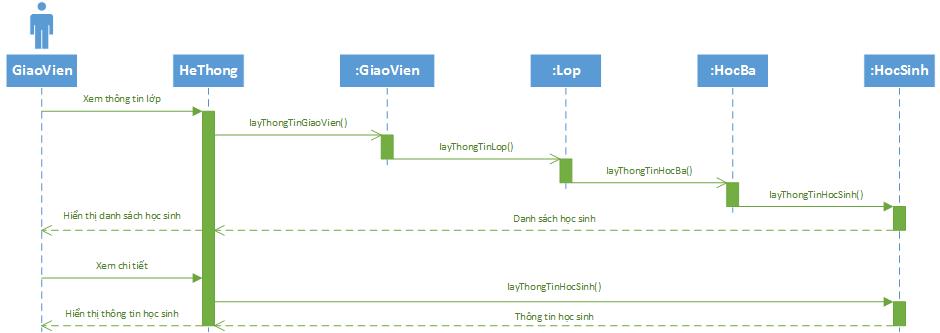 GiaoVien
HeThong
:GiaoVien
:Lop
:HocBa
:HocSinh
Xem thông tin lớp
layThongTinGiaoVien()
layThongTinLop()
layThongTinHocBa()
layThongTinHocSinh()
Hiển thị danh sách học sinh
Danh sách học sinh
Xem chi tiết
layThongTinHocSinh()
Hiển thị thông tin học sinh
Thông tin học sinh